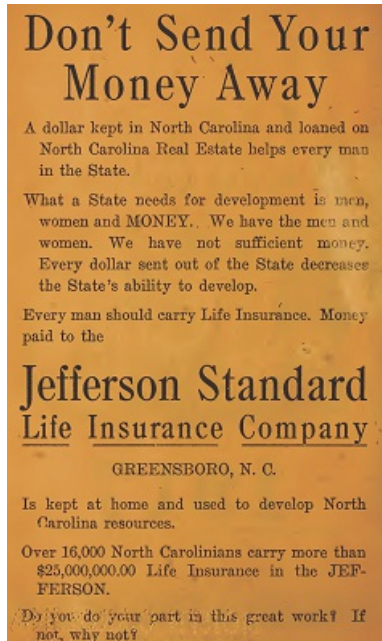 Don't Send Your
Money Away
A dollar kept in North Carolina and loaned on
North Carolina Real Estate helps every man
in the State.
What a State needs for development is men,
women and MONEY. We have the men and
women. We have not sufficient money.
Every dollar sent out of the State decreases
the State's ability to develop.
Every man should carry Life Insurance. Money
paid to the
Jefferson Standard
Life Insurance Company
GREENSBORO, N. C.
Is kept at home and used to develop North
Carolina resources.
Over 16,000 North Carolinians carry more than
$25,000,000.00 Life Insurance in the JEF-
FERSON.
Do you do your part in this great work? If
not, why not?